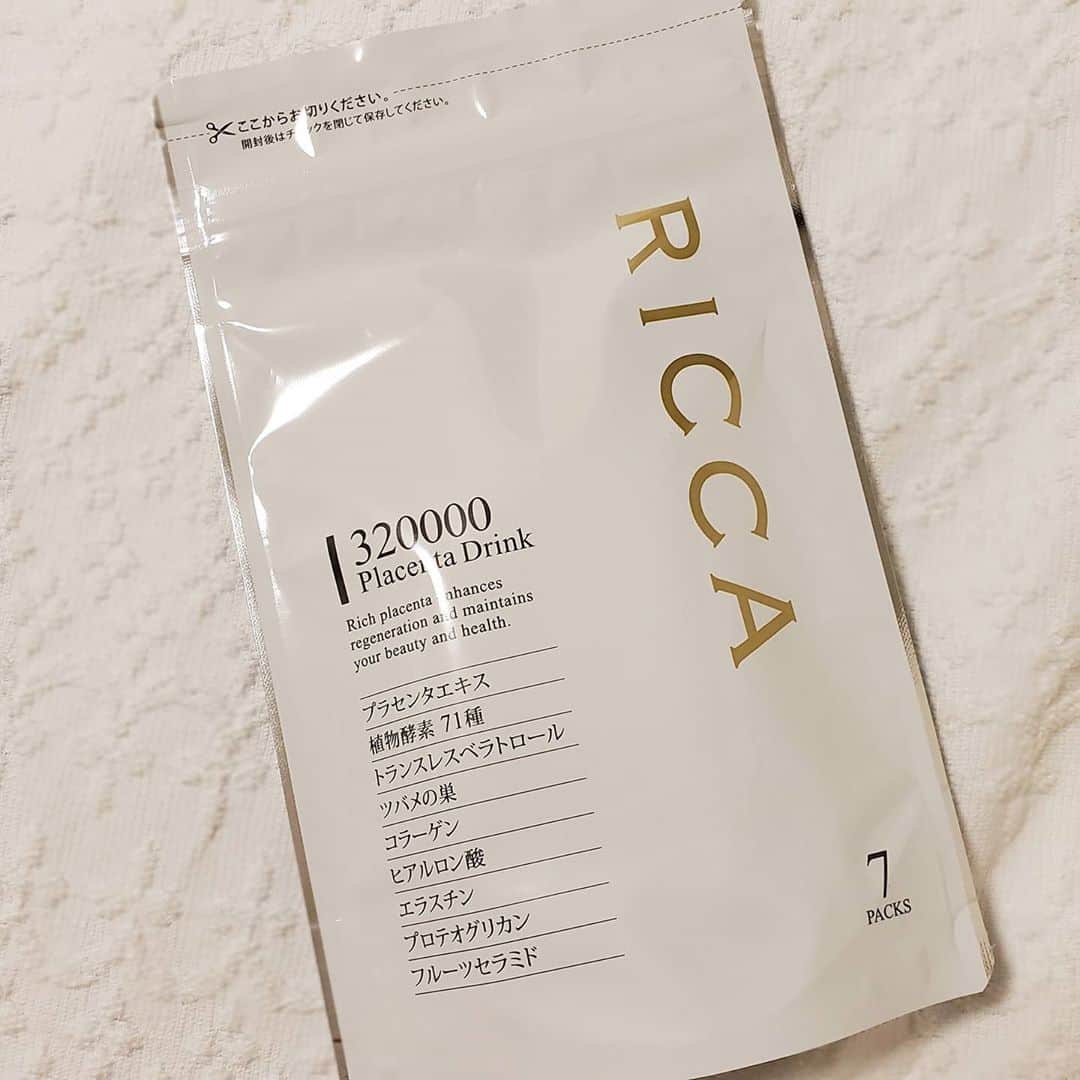 ここからお切りください。
開封後はチャックを閉じて保存してください。
RICCA
320000
Placenta Drink
Rich placenta enhances
regeneration and maintains
your beauty and health.
プラセンタエキス
植物酵素 71種
トランスレスベラトロール
ツバメの巣
コラーゲン
ヒアルロン酸
エラスチン
プロテオグリカン
フルーツセラミド
7
PACKS